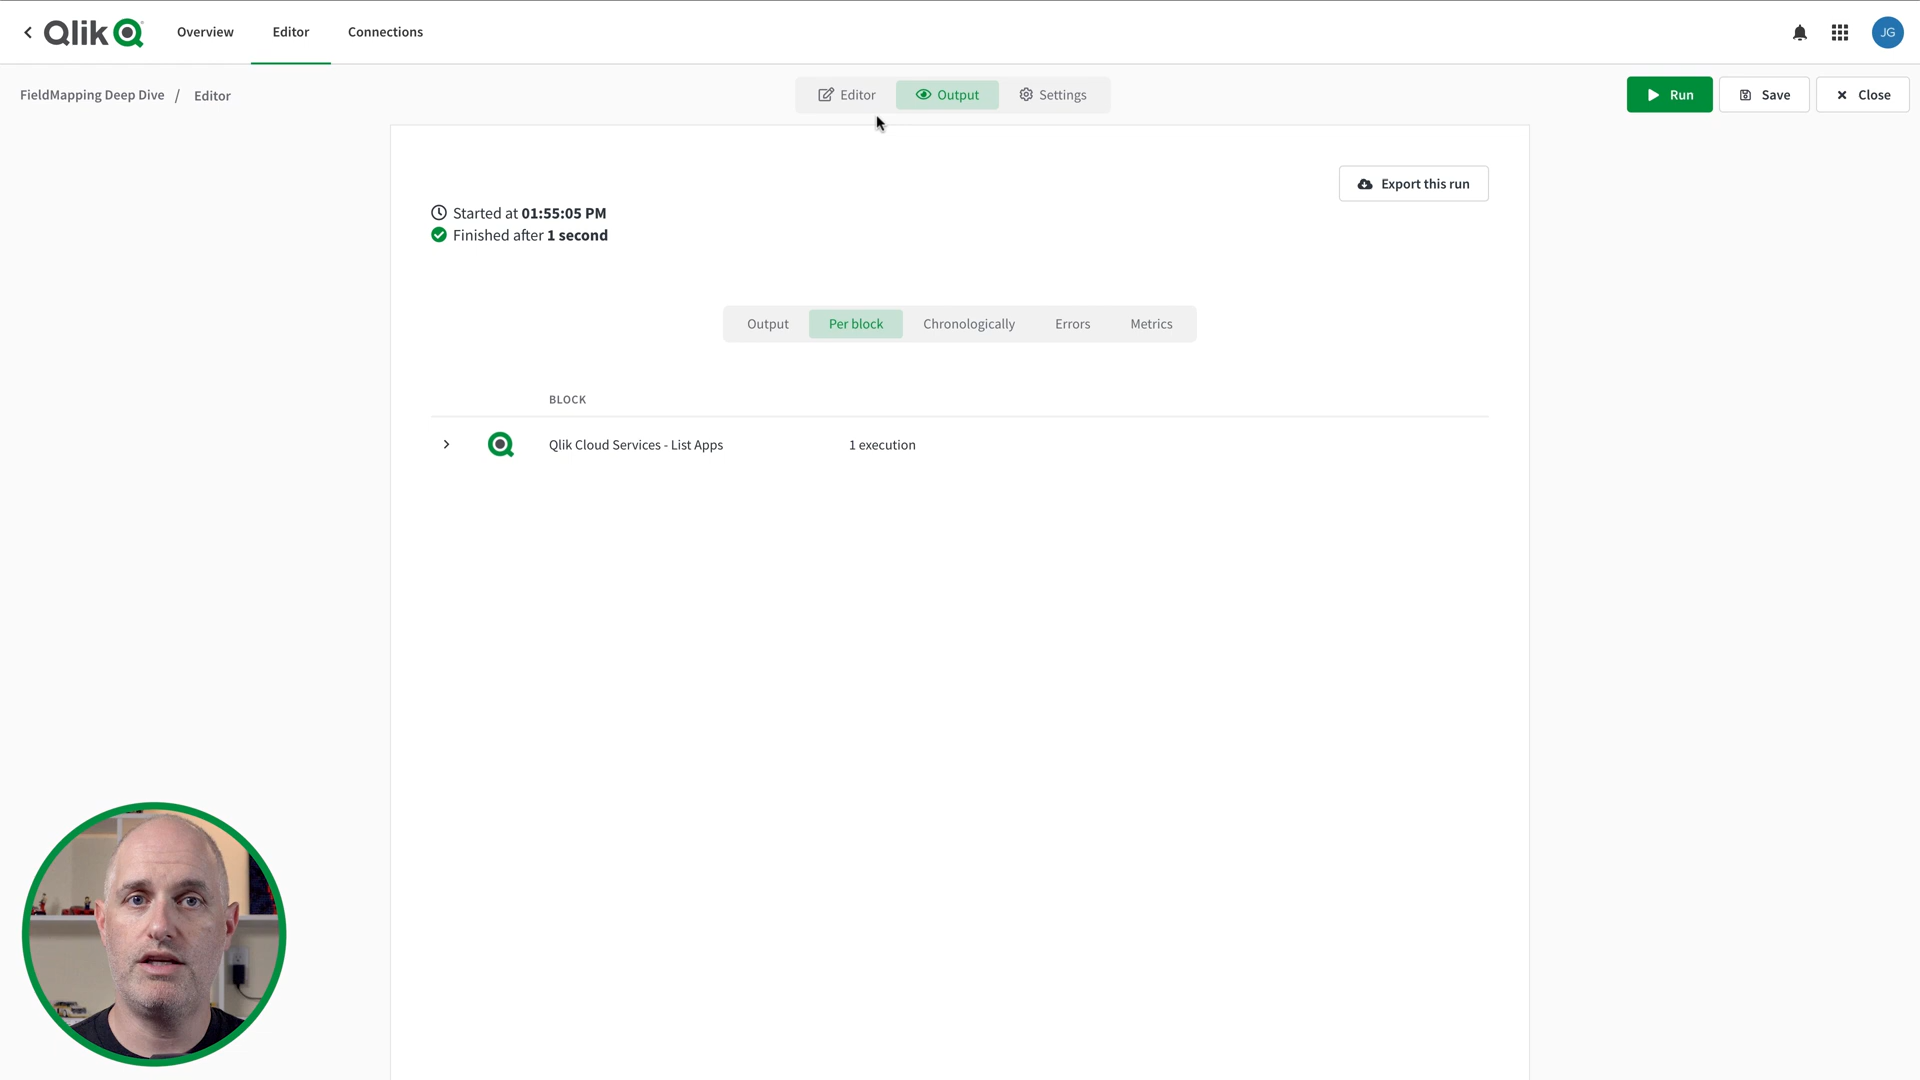 Qlik
Overview
Editor
Connections
JG
FieldMapping Deep Dive / Editor
Editor
Output
Settings
Run
Save
Close
Export this run
Started at 01:55:05 PM
Finished after 1 second
Output
Per block
Chronologically
Errors
Metrics
BLOCK
Qlik Cloud Services - List Apps
1 execution